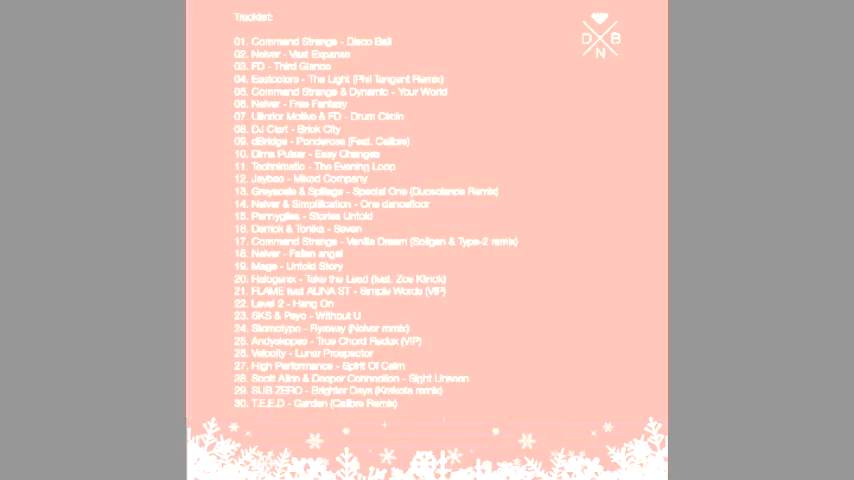 Tracklist:
D B
N
01. Command Strange - Disco Ball
02. Nelver - Vast Expanse
03. FD - Third Glance
04. Eastcolors - The Light (Phil Tangent Remix)
05. Command Strange & Dynamic - Your World
06. Nelver - Free Fantasy
07. Ulterior Motive & FD - Drum Choin
08. DJ Clart - Brick City
09. dBridge - Ponderosa (Feat. Calibre)
10. Dima Pulsar - Easy Changes
11. Technimatic - The Evening Loop
12. Jaybee - Mixed Company
13. Greyscale & Spillage - Special One (Duoscience Remix)
14. Nelver & Simplification - One dancefloor
15. Pennygiles - Stories Untold
16. Derrick & Tonika - Seven
17. Command Strange - Vanilla Dream (Soligen & Type-2 remix)
18. Nelver - Fallen angel
19. Mage - Untold Story
20. Halogenix - Take the Lead (feat. Zoe Klinck)
21. FLAME feat ALINA ST - Simple Words (VIP)
22. Level 2 - Hang On
23. SKS & Payo - Without U
24. - Flyaway (Nelver remix)
25. Andyskopes - True Chord Redux (VIP)
26. Velocity - Lunar Prospector
27. High Performance - Spirit Of Calm
28. Scott Allen & Deeper Connection - Sight Unseen
29. SUB ZERO - Brighter Days (Krakota remix)
30. T.E.E.D - Garden (Calibre Remix)